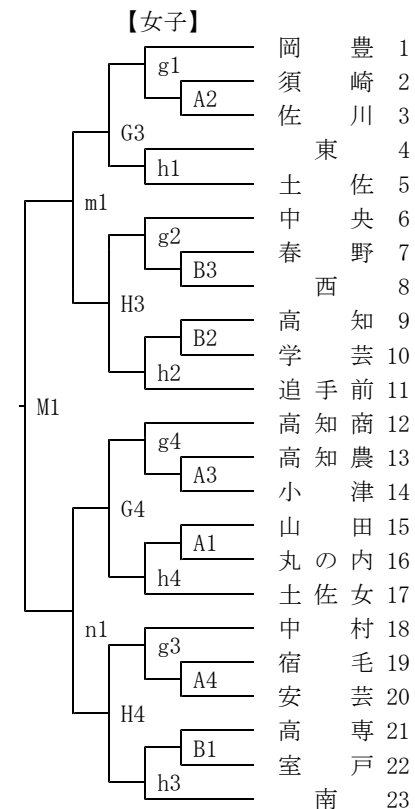 【女子】
岡豊 1
g1
須崎 2
A2
佐川 3
G3
東 4
h1
土佐 5
m1
中央 6
g2
春野 7
B3
西 8
H3
高知 9
B2
学芸 10
h2
追手前 11
M1
高知商 12
g4
高知農 13
A3
小津 14
G4
山田 15
A1
丸の内 16
h4
土佐女 17
n1
中村 18
g3
宿毛 19
A4
安芸 20
H4
高専 21
B1
室戸 22
h3
南 23